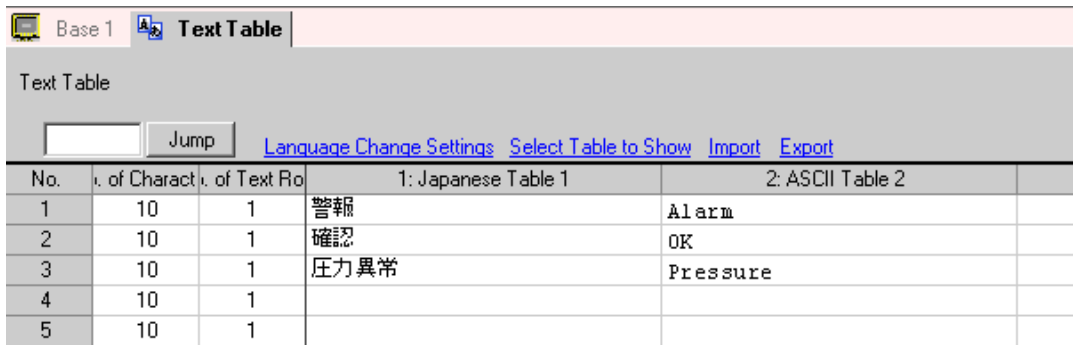 Base 1 Text Table
Text Table
Jump Language Change Settings Select Table to Show Import Export
No. . of Charact . of Text Ro 1: Japanese Table 1 2: ASCII Table 2
1 10 1 警報 Alarm
2 10 1 確認 OK
3 10 1 圧力異常 Pressure
4 10 1
5 10 1